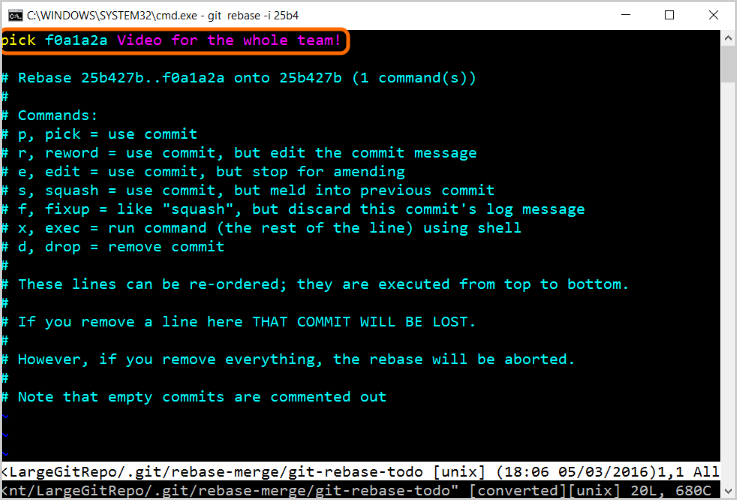 C:\WINDOWS\SYSTEM32\cmd.exe - git rebase -i 25b4
pick f0a1a2a Video for the whole team!
# Rebase 25b427b..f0a1a2a onto 25b427b (1 command(s))
#
# Commands:
# p, pick = use commit
# r, reword = use commit, but edit the commit message
# e, edit = use commit, but stop for amending
# s, squash = use commit, but meld into previous commit
# f, fixup = like "squash", but discard this commit's log message
# x, exec = run command (the rest of the line) using shell
# d, drop = remove commit
#
# These lines can be re-ordered; they are executed from top to bottom.
#
# If you remove a line here THAT COMMIT WILL BE LOST.
#
# However, if you remove everything, the rebase will be aborted.
#
# Note that empty commits are commented out
~
~
~
<LargeGitRepo/.git/rebase-merge/git-rebase-todo [unix] (18:06 05/03/2016)1,1 All
<nt/LargeGitRepo/.git/rebase-merge/git-rebase-todo" [converted][unix] 20L, 680C